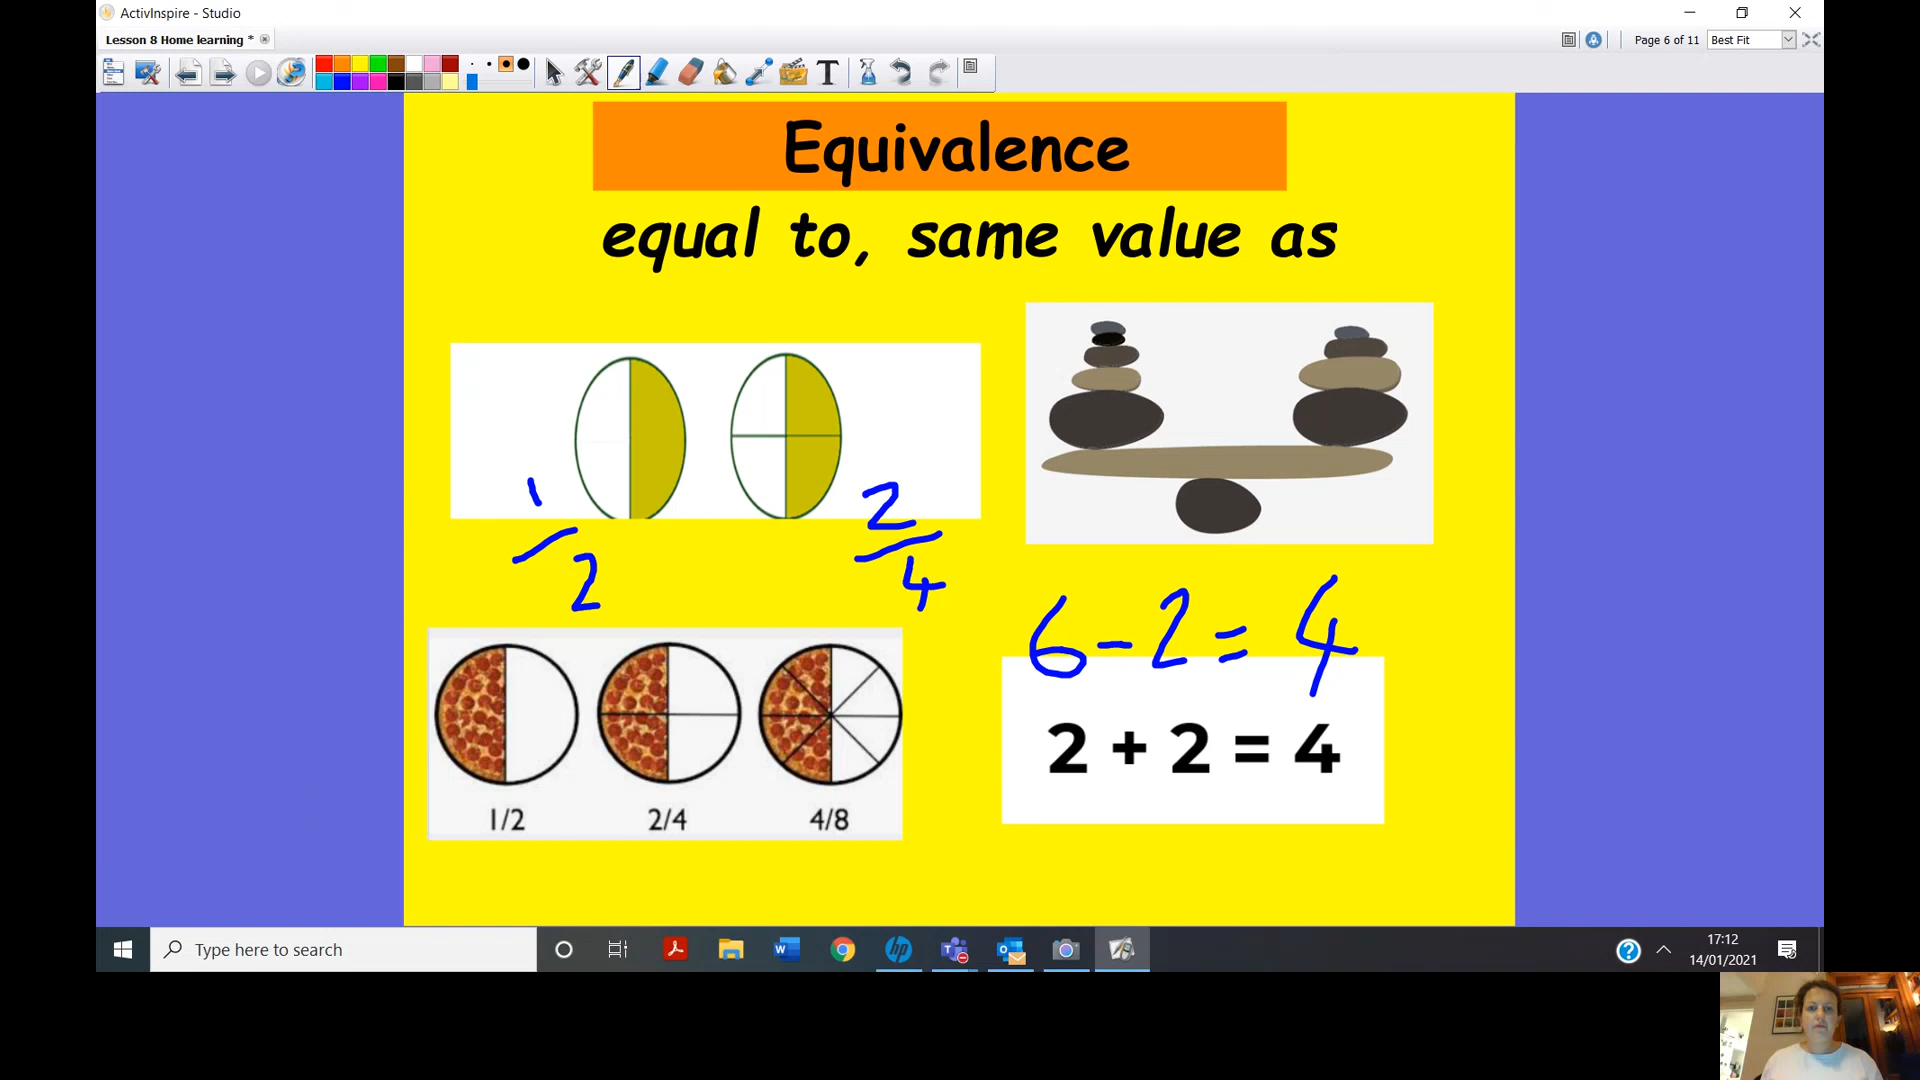 ActivInspire - Studio
Lesson 8 Home learning *
Page 6 of 11
Best Fit
T
Equivalence
equal to, same value as
1
2
2
4
6 - 2 = 4
2 + 2 = 4
1/2
2/4
4/8
Type here to search
17:12
14/01/2021